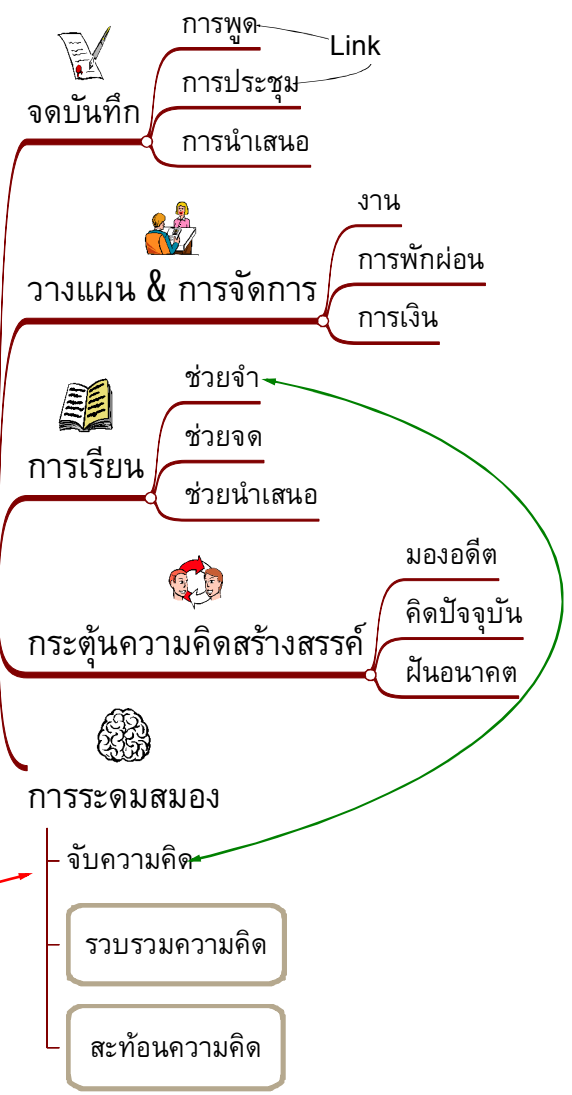 การพูด
Link
การประชุม
จดบันทึก
การนำเสนอ
งาน
การพักผ่อน
วางแผน & การจัดการ
การเงิน
ช่วยจำ
ช่วยจด
การเรียน
ช่วยนำเสนอ
มองอดีต
คิดปัจจุบัน
กระตุ้นความคิดสร้างสรรค์
ฝันอนาคต
การระดมสมอง
จับความคิด
รวบรวมความคิด
สะท้อนความคิด